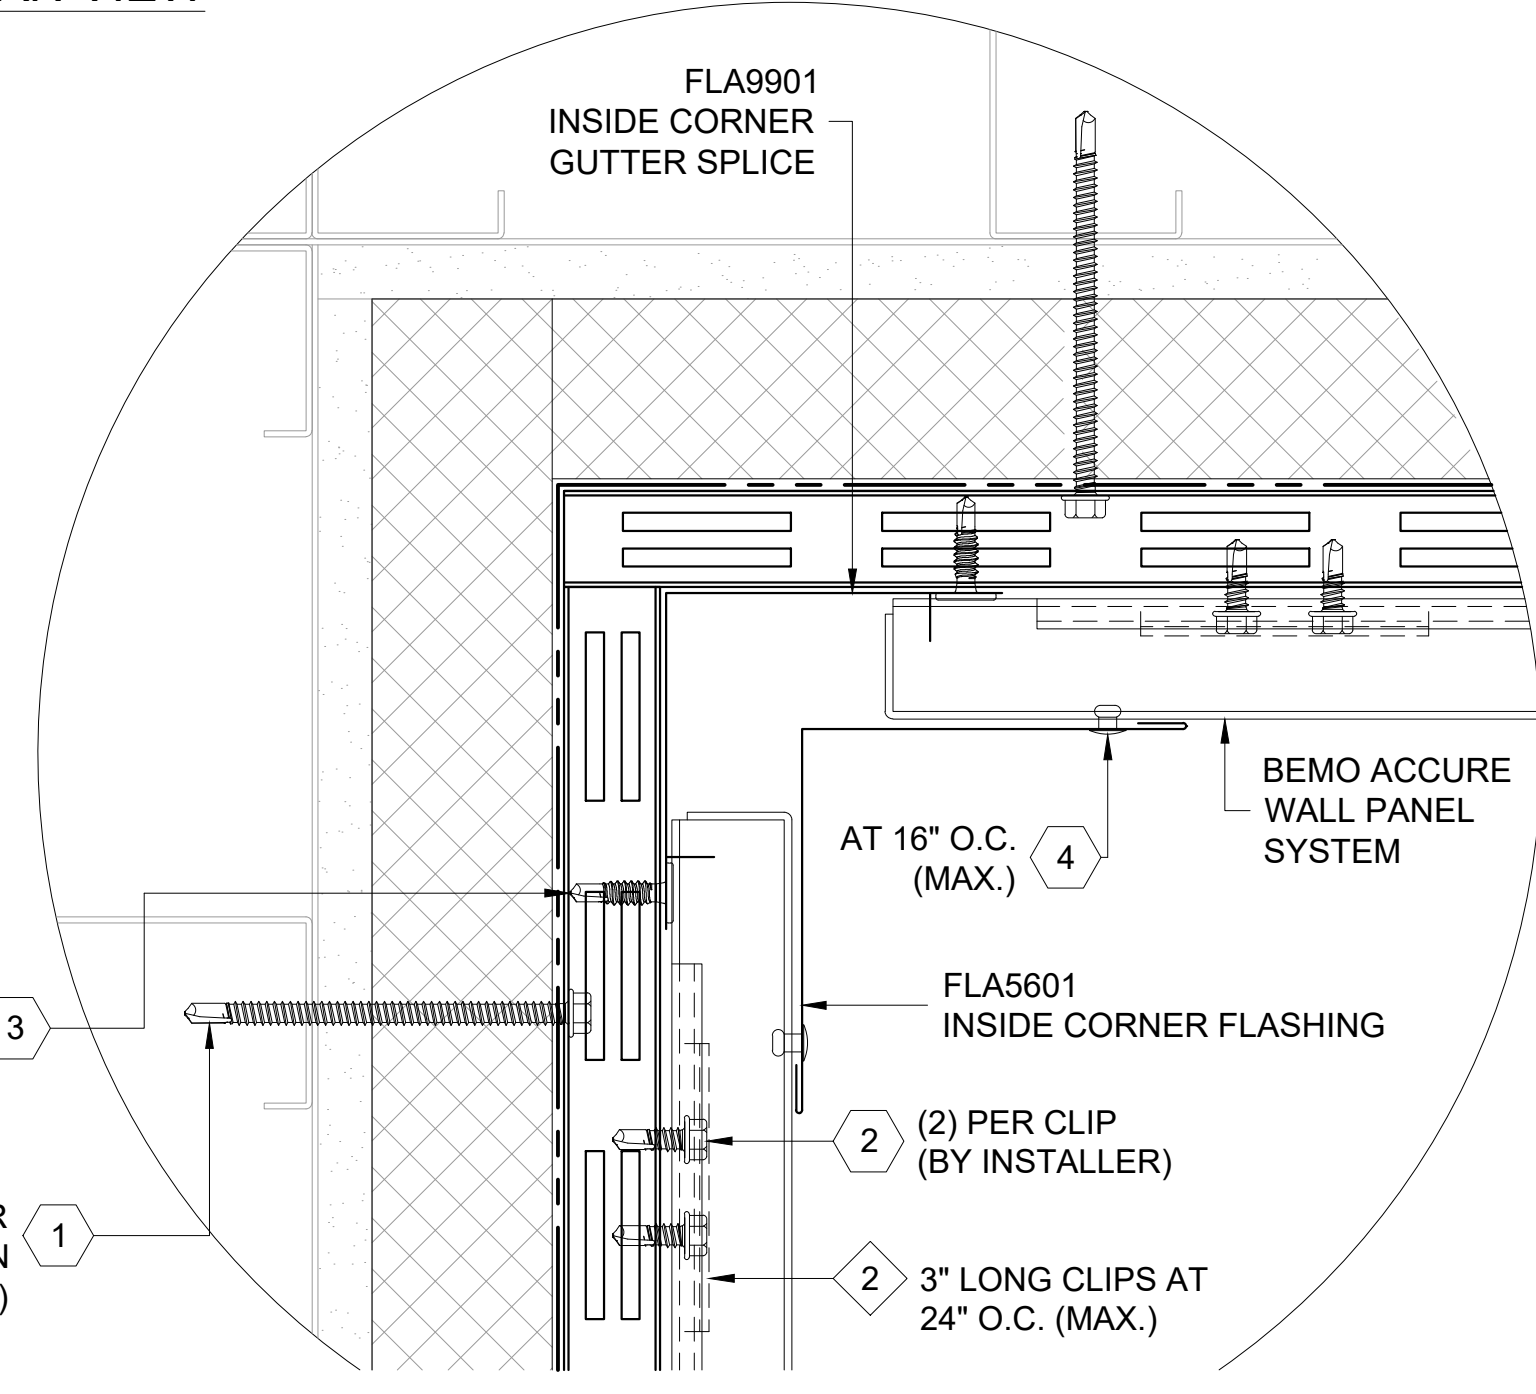 FLA9901
INSIDE CORNER
GUTTER SPLICE
BEMO ACCURE
WALL PANEL
SYSTEM
AT 16" O.C.
(MAX.)
4
FLA5601
INSIDE CORNER FLASHING
3
2
(2) PER CLIP
(BY INSTALLER)
1
2
3" LONG CLIPS AT
24" O.C. (MAX.)